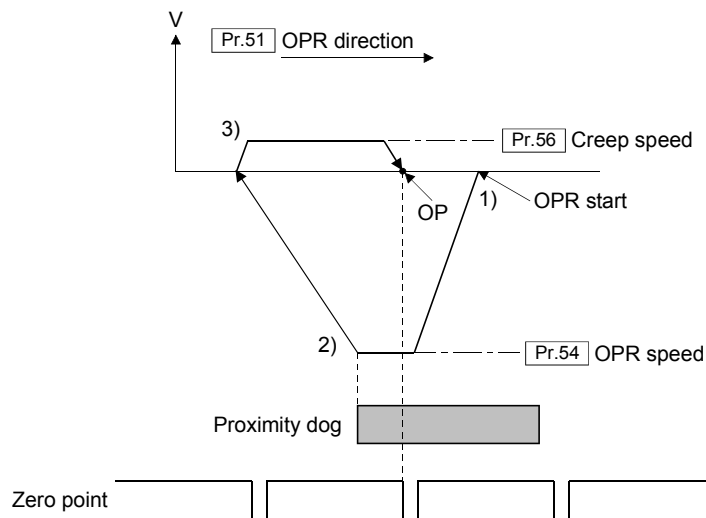 V
Pr.51 OPR direction
3)
Pr.56 Creep speed
OP
1)
OPR start
2)
Pr.54 OPR speed
Proximity dog
Zero point